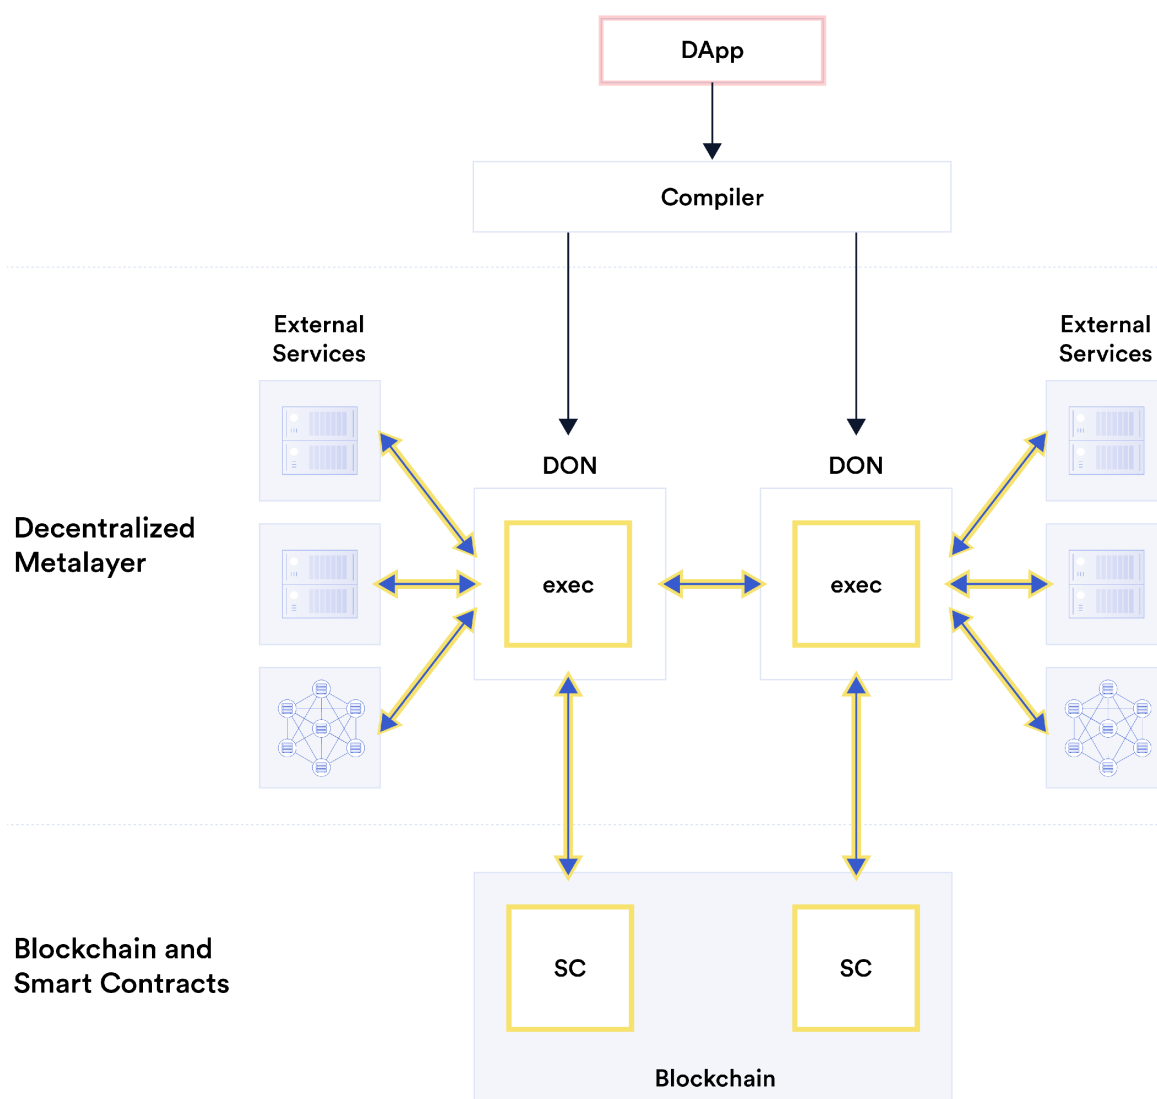 DApp
Compiler
External
Services
External
Services
DON
DON
Decentralized
Metalayer
exec
exec
Blockchain and
Smart Contracts
SC
SC
Blockchain